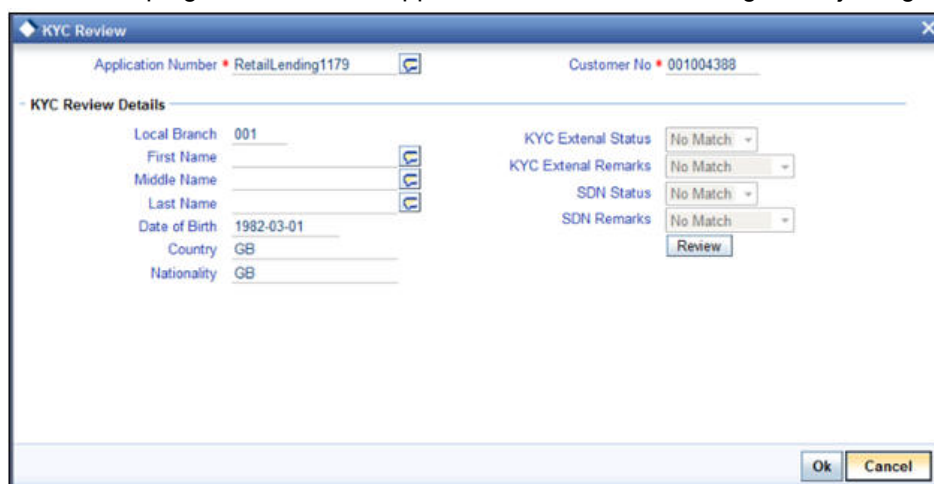 KYC Review
Application Number * RetailLending1179 Customer No * 001004388
KYC Review Details
Local Branch 001
First Name
Middle Name
Last Name
Date of Birth 1982-03-01
Country GB
Nationality GB
KYC Extenal Status No Match
KYC Extenal Remarks No Match
SDN Status No Match
SDN Remarks No Match
Review
Ok Cancel